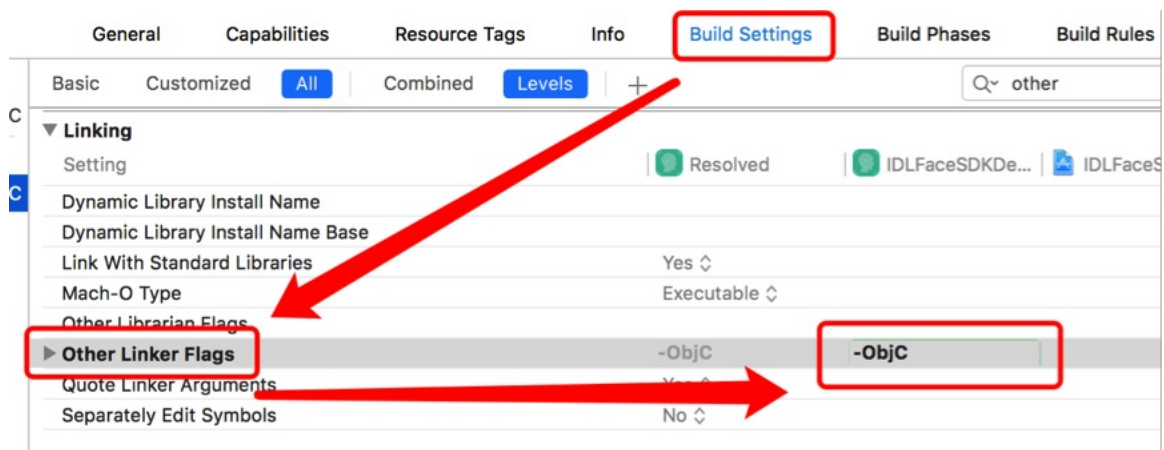 General Capabilities Resource Tags Info Build Settings Build Phases Build Rules
Basic Customized All Combined Levels + other
C
Linking
Setting Resolved IDLFaceSDKDe... IDLFaceS
C
Dynamic Library Install Name
Dynamic Library Install Name Base
Link With Standard Libraries Yes
Mach-O Type Executable
Other Librarian Flags
Other Linker Flags -ObjC -ObjC
Quote Linker Arguments Yes
Separately Edit Symbols No